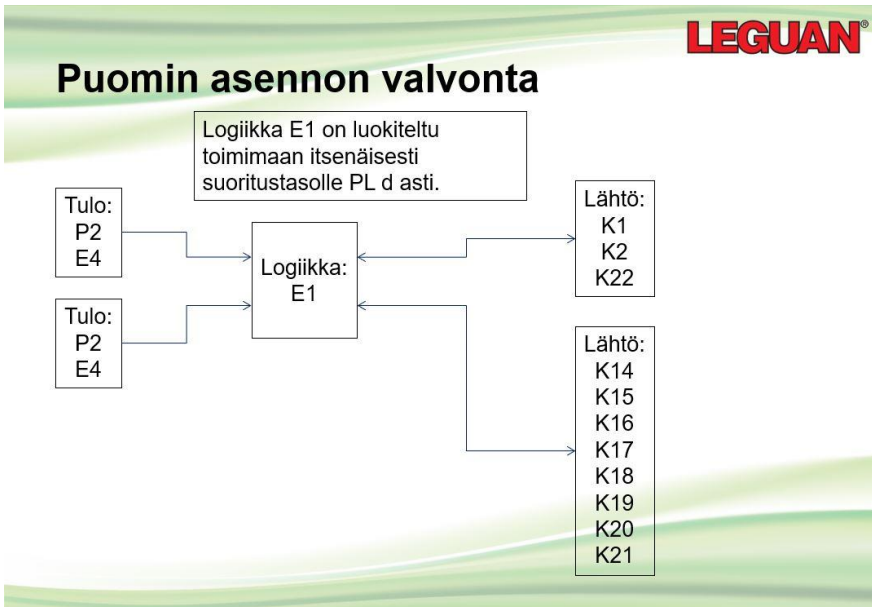 LEGUAN®
Puomin asennon valvonta
Logiikka E1 on luokiteltu
toimimaan itsenäisesti
suoritustasolle PL d asti.
Tulo:
P2
E4
Tulo:
P2
E4
Logiikka:
E1
Lähtö:
K1
K2
K22
Lähtö:
K14
K15
K16
K17
K18
K19
K20
K21